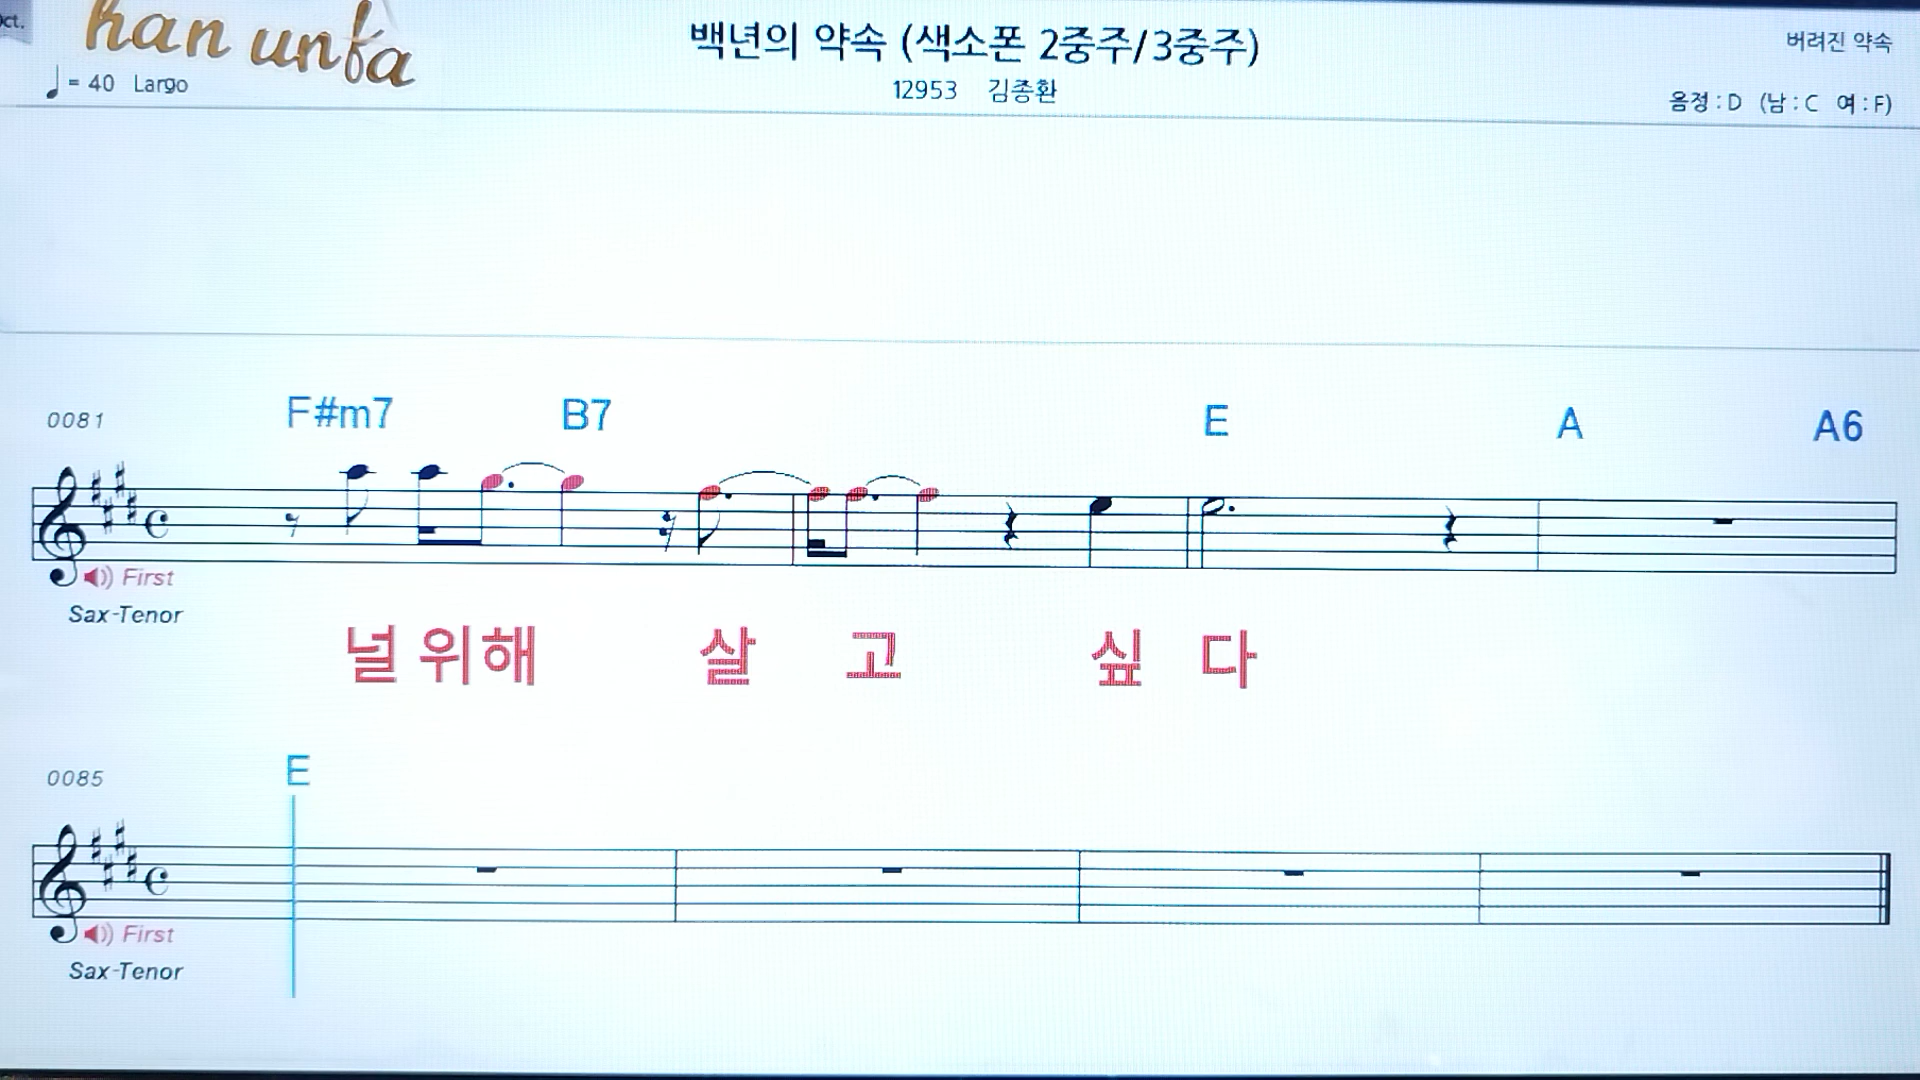 Oct.
han unfa
백년의 약속 (색소폰 2중주/3중주)
버려진 약속
= 40 Largo
12953 김종환
음정 : D (남 : C 여 : F)
0081 F#m7 B7 E A A6
First
Sax-Tenor
널 위해 살 고 싶 다
0085 E
First
Sax-Tenor